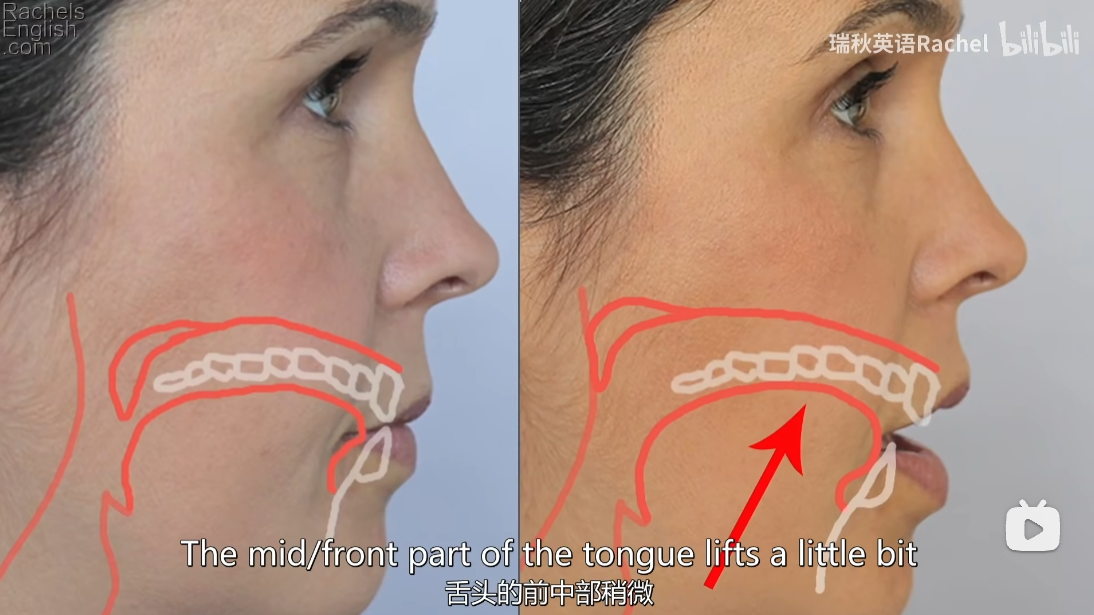 Rachels
English
.com
瑞秋英语Rachel bilibili
The mid/front part of the tongue lifts a little bit
舌头的前中部稍微